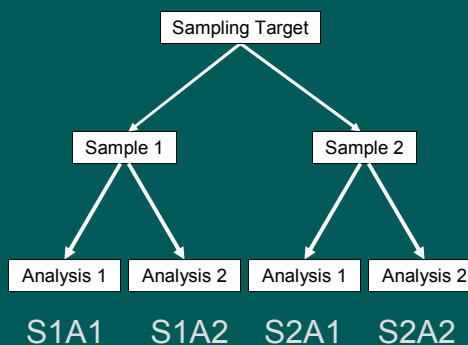 Sampling Target
Sample 1 Sample 2
Analysis 1 Analysis 2 Analysis 1 Analysis 2
S1A1 S1A2 S2A1 S2A2